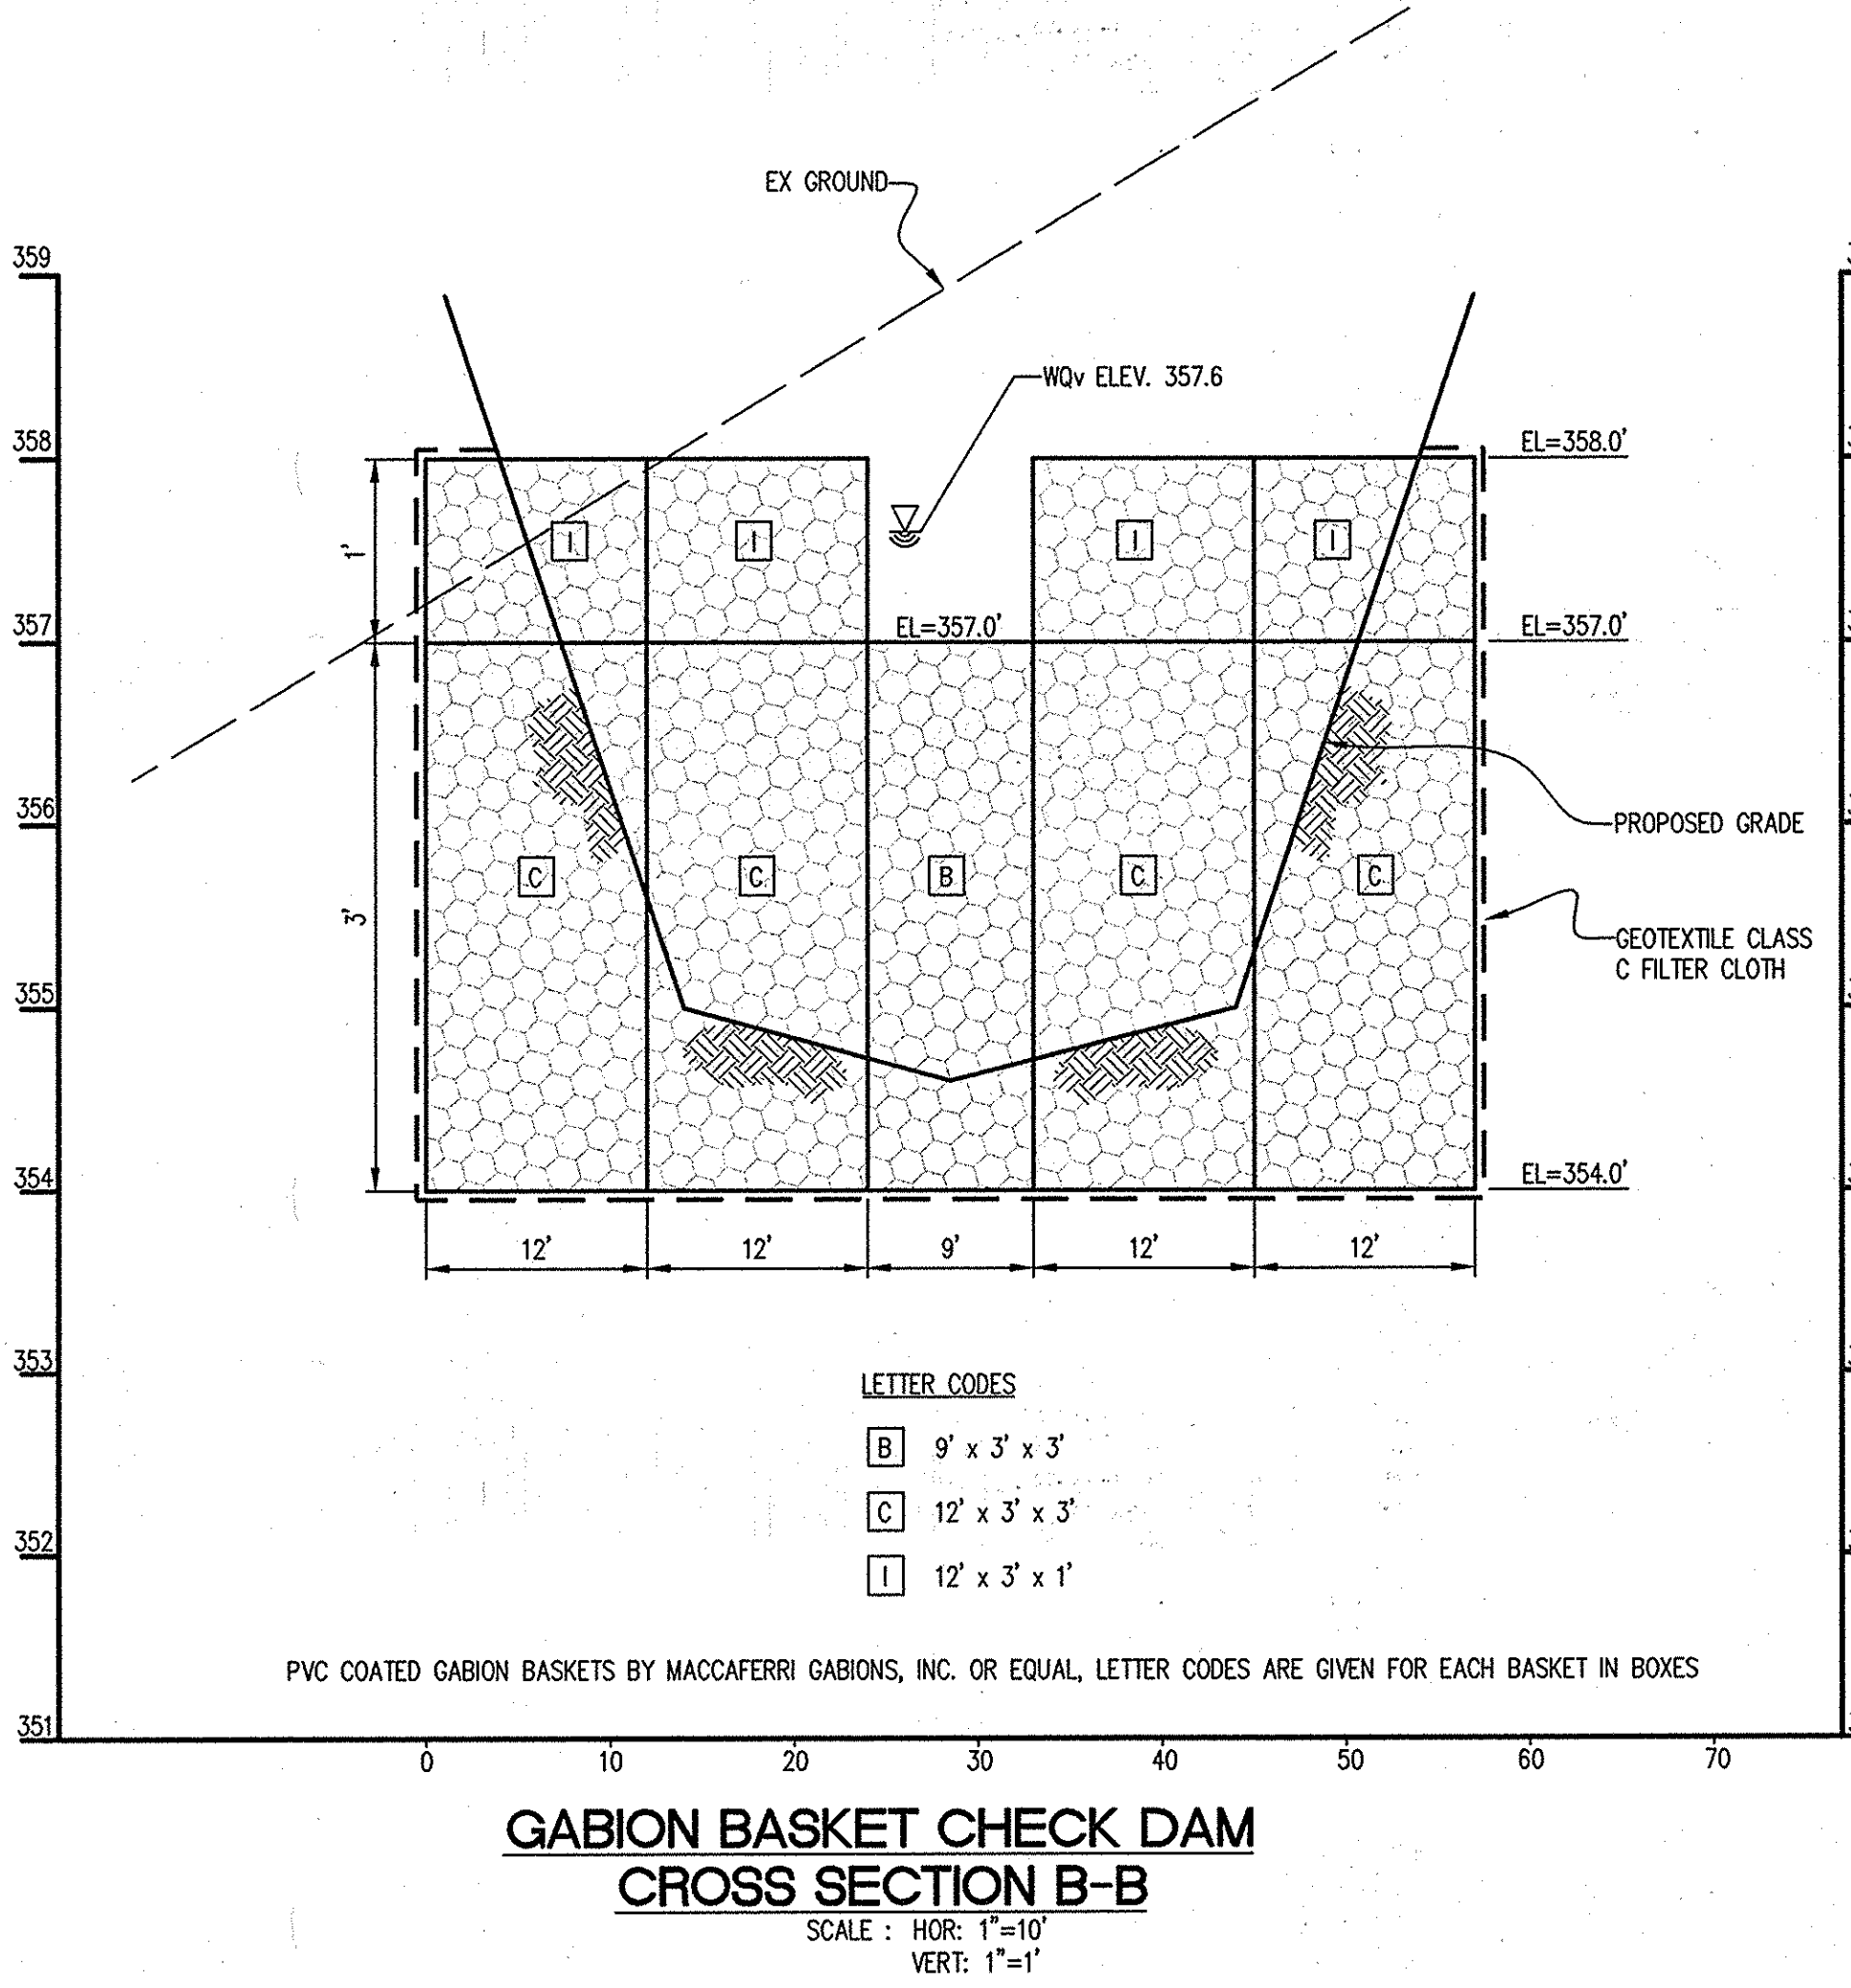 EX GROUND
359
WQv ELEV. 357.6
358
EL=358.0'
1'
I
I
I
I
357
EL=357.0'
EL=357.0'
356
PROPOSED GRADE
C
C
B
C
C
3'
GEOTEXTILE CLASS
C FILTER CLOTH
355
354
EL=354.0'
12'
12'
9'
12'
12'
353
LETTER CODES
B 9' x 3' x 3'
C 12' x 3' x 3'
352
I 12' x 3' x 1'
PVC COATED GABION BASKETS BY MACCAFERRI GABIONS, INC. OR EQUAL, LETTER CODES ARE GIVEN FOR EACH BASKET IN BOXES
351
0 10 20 30 40 50 60 70
GABION BASKET CHECK DAM
CROSS SECTION B-B
SCALE : HOR: 1"=10'
VERT: 1"=1'